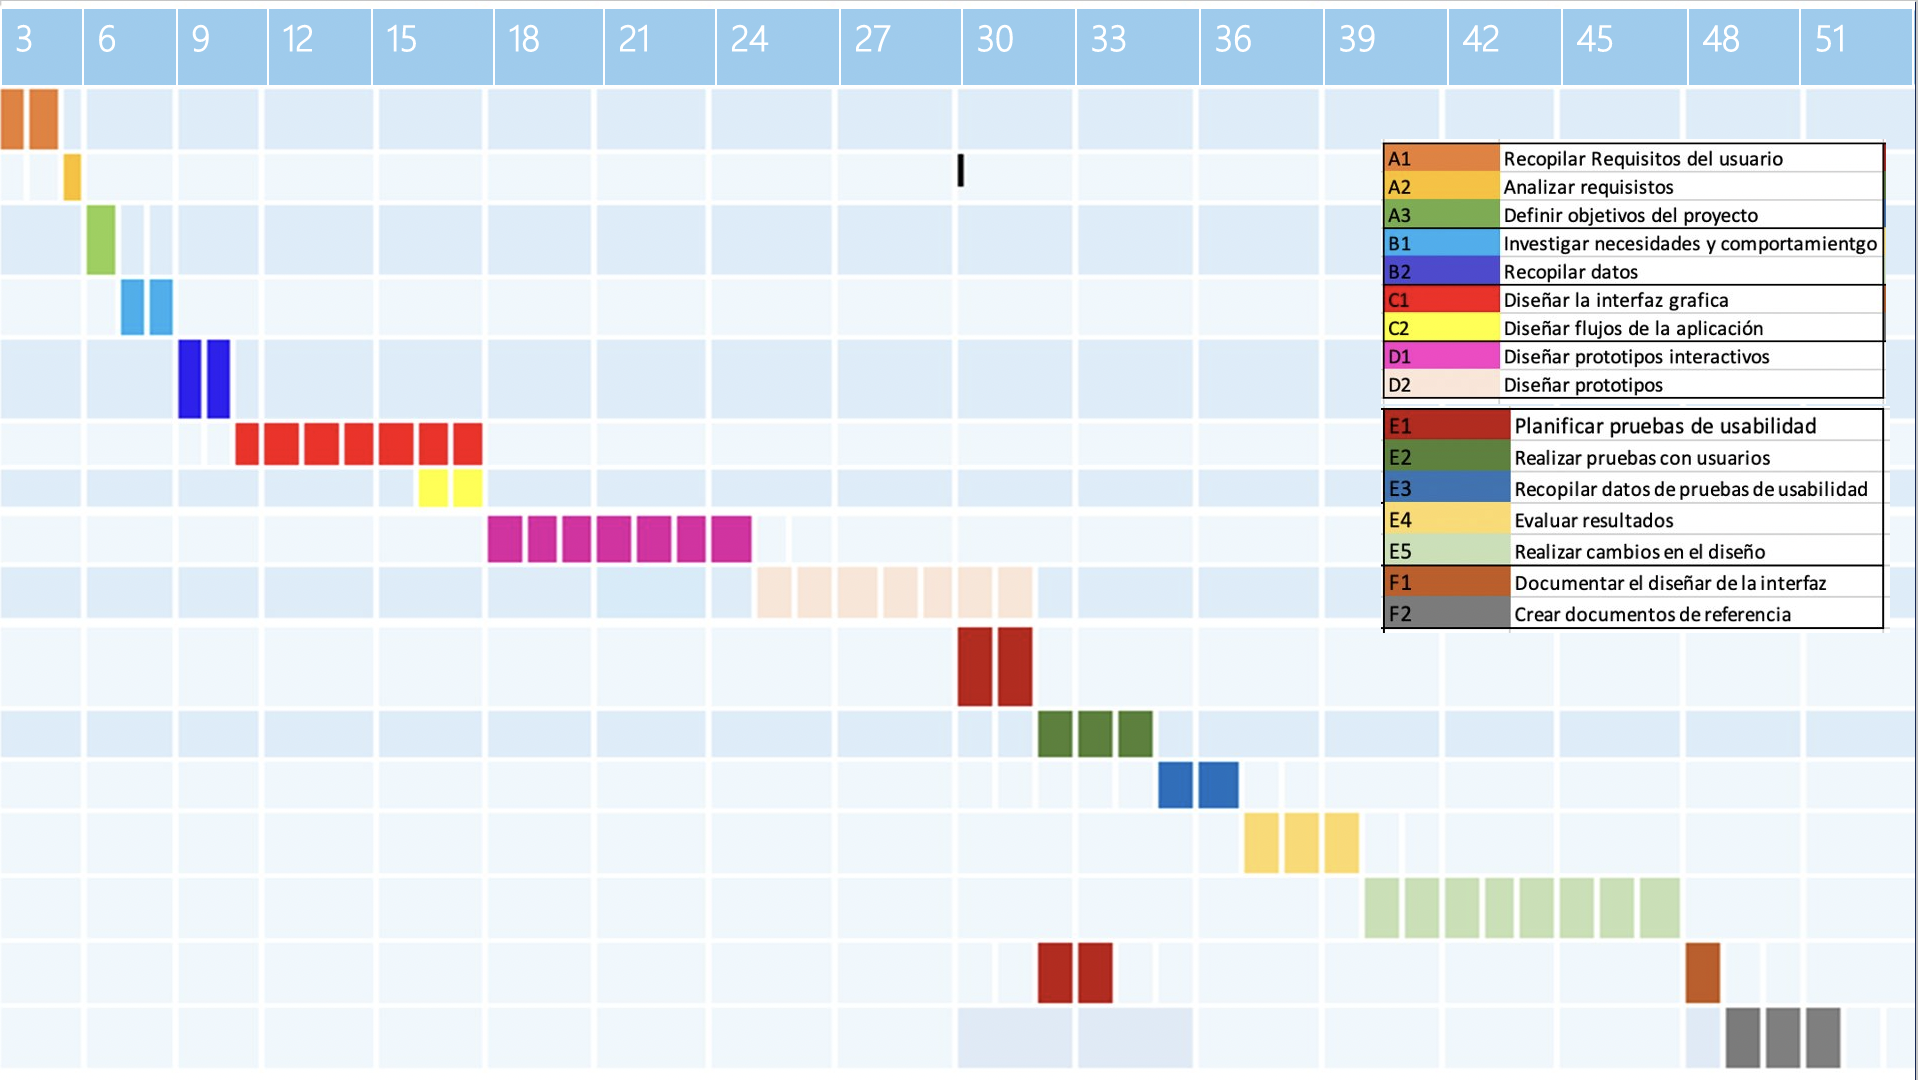 3 6 9 12 15 18 21 24 27 30 33 36 39 42 45 48 51
A1 Recopilar Requisitos del usuario
A2 Analizar requisistos
A3 Definir objetivos del proyecto
B1 Investigar necesidades y comportamientgo
B2 Recopilar datos
C1 Diseñar la interfaz grafica
C2 Diseñar flujos de la aplicación
D1 Diseñar prototipos interactivos
D2 Diseñar prototipos
E1 Planificar pruebas de usabilidad
E2 Realizar pruebas con usuarios
E3 Recopilar datos de pruebas de usabilidad
E4 Evaluar resultados
E5 Realizar cambios en el diseño
F1 Documentar el diseñar de la interfaz
F2 Crear documentos de referencia